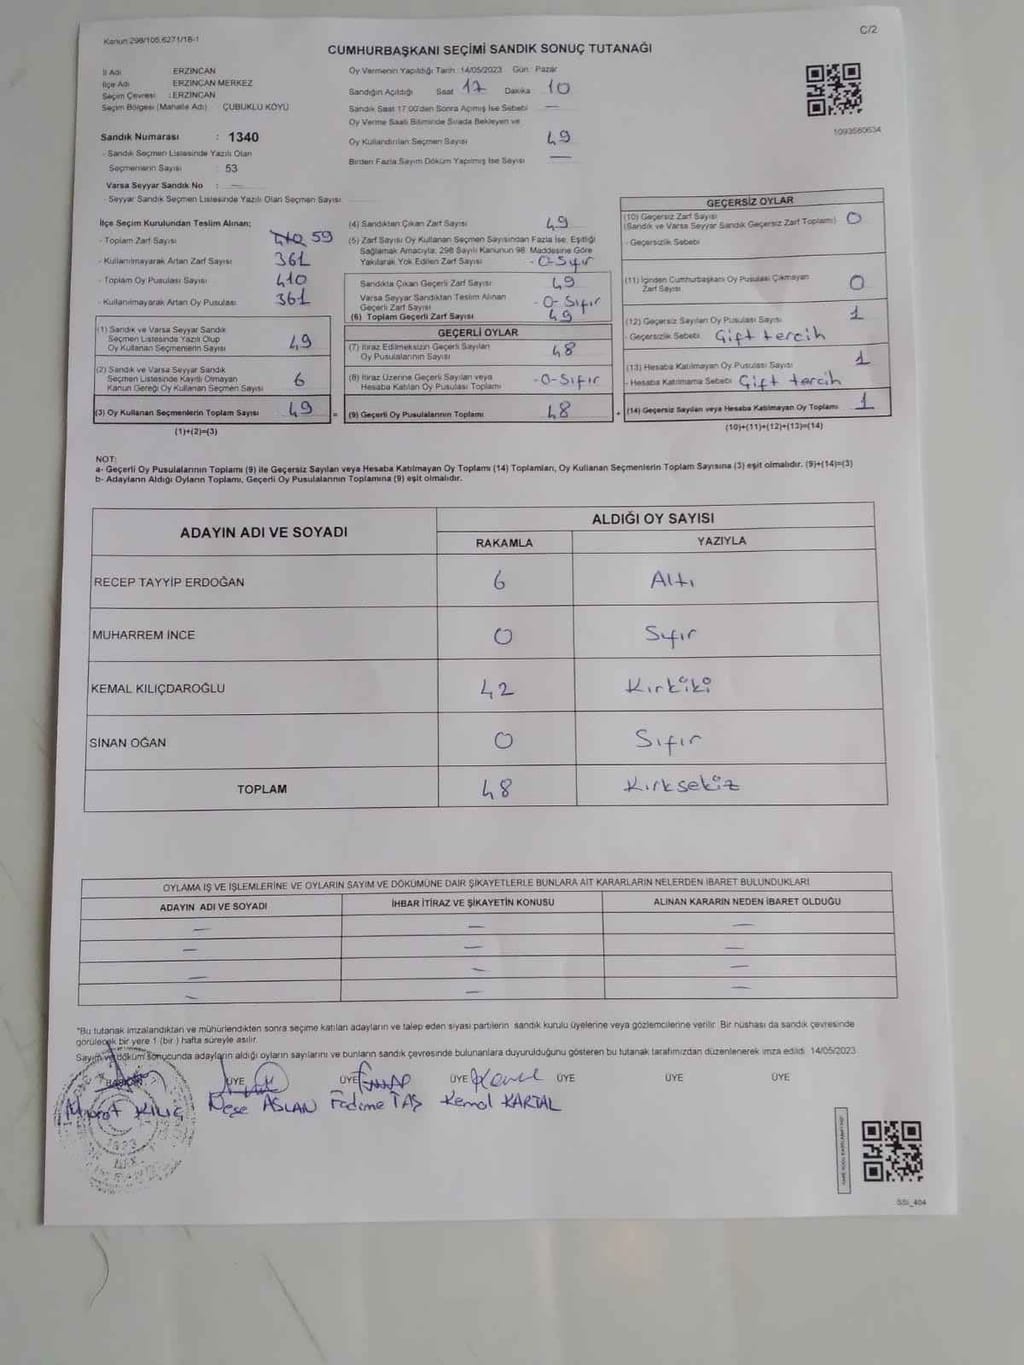 Kanun:298/105,6271/18-1
C/2
CUMHURBAŞKANI SEÇİMİ SANDIK SONUÇ TUTANAĞI
İl Adı : ERZİNCAN
İlçe Adı : ERZİNCAN MERKEZ
Seçim Çevresi : ERZİNCAN
Seçim Bölgesi (Mahalle Adı) : ÇUBUKLU KÖYÜ
Sandık Numarası : 1340
- Sandık Seçmen Listesinde Yazılı Olan
Seçmenlerin Sayısı : 53
Varsa Seyyar Sandık No : —
- Seyyar Sandık Seçmen Listesinde Yazılı Olan Seçmen Sayısı
Oy Vermenin Yapıldığı Tarih :14/05/2023 Gün : Pazar
Sandığın Açıldığı Saat 17 Dakika 10
Sandık Saat 17:00'den Sonra Açılmış İse Sebebi —
Oy Verme Saati Bitiminde Sırada Bekleyen ve
Oy Kullandırılan Seçmen Sayısı 49
Birden Fazla Sayım Döküm Yapılmış İse Sayısı —
1093580634
İlçe Seçim Kurulundan Teslim Alınan;
- Toplam Zarf Sayısı 59
- Kullanılmayarak Artan Zarf Sayısı 361
- Toplam Oy Pusulası Sayısı 410
- Kullanılmayarak Artan Oy Pusulası 361
(1) Sandık ve Varsa Seyyar Sandık
Seçmen Listesinde Yazılı Olup
Oy Kullanan Seçmenlerin Sayısı 49
(2) Sandık ve Varsa Seyyar Sandık
Seçmen Listesinde Kayıtlı Olmayan
Kanun Gereği Oy Kullanan Seçmen Sayısı 6
(3) Oy Kullanan Seçmenlerin Toplam Sayısı 49 =
(1)+(2)=(3)
(4) Sandıktan Çıkan Zarf Sayısı 49
(5) Zarf Sayısı Oy Kullanan Seçmen Sayısından Fazla İse, Eşitliği
Sağlamak Amacıyla, 298 Sayılı Kanunun 98. Maddesine Göre
Yakılarak Yok Edilen Zarf Sayısı -0-Sıfır
Sandıkta Çıkan Geçerli Zarf Sayısı 49
Varsa Seyyar Sandıktan Teslim Alınan
Geçerli Zarf Sayısı -0-Sıfır
(6) Toplam Geçerli Zarf Sayısı 49
GEÇERLİ OYLAR
(7) İtiraz Edilmeksizin Geçerli Sayılan
Oy Pusulalarının Sayısı 48
(8) İtiraz Üzerine Geçerli Sayılan veya
Hesaba Katılan Oy Pusulası Toplamı -0-Sıfır
(9) Geçerli Oy Pusulalarının Toplamı 48 +
GEÇERSİZ OYLAR
(10) Geçersiz Zarf Sayısı
(Sandık ve Varsa Seyyar Sandık Geçersiz Zarf Toplamı) 0
- Geçersizlik Sebebi
(11) İçinden Cumhurbaşkanı Oy Pusulası Çıkmayan
Zarf Sayısı 0
(12) Geçersiz Sayılan Oy Pusulası Sayısı 1
- Geçersizlik Sebebi Çift tercih
(13) Hesaba Katılmayan Oy Pusulası Sayısı 1
- Hesaba Katılmama Sebebi Çift tercih
(14) Geçersiz Sayılan veya Hesaba Katılmayan Oy Toplamı 1
(10)+(11)+(12)+(13)=(14)
NOT:
a- Geçerli Oy Pusulalarının Toplamı (9) ile Geçersiz Sayılan veya Hesaba Katılmayan Oy Toplamı (14) Toplamları, Oy Kullanan Seçmenlerin Toplam Sayısına (3) eşit olmalıdır. (9)+(14)=(3)
b- Adayların Aldığı Oyların Toplamı, Geçerli Oy Pusulalarının Toplamına (9) eşit olmalıdır.
ADAYIN ADI VE SOYADI ALDIĞI OY SAYISI
RAKAMLA YAZIYLA
RECEP TAYYİP ERDOĞAN 6 Altı
MUHARREM İNCE 0 Sıfır
KEMAL KILIÇDAROĞLU 42 Kırkiki
SİNAN OĞAN 0 Sıfır
TOPLAM 48 Kırksekiz
OYLAMA İŞ VE İŞLEMLERİNE VE OYLARIN SAYIM VE DÖKÜMÜNE DAİR ŞİKAYETLERLE BUNLARA AİT KARARLARIN NELERDEN İBARET BULUNDUKLARI
ADAYIN ADI VE SOYADI İHBAR İTİRAZ VE ŞİKAYETİN KONUSU ALINAN KARARIN NEDEN İBARET OLDUĞU
— — —
— — —
— — —
— — —
*Bu tutanak imzalandıktan ve mühürlendikten sonra seçime katılan adayların ve talep eden siyasi partilerin sandık kurulu üyelerine veya gözlemcilerine verilir. Bir nüshası da sandık çevresinde
görülecek bir yere 1 (bir ) hafta süreyle asılır.
Sayım ve döküm sonucunda adayların aldığı oyların sayılarını ve bunların sandık çevresinde bulunanlara duyurulduğunu gösteren bu tutanak tarafımızdan düzenlenerek imza edildi. 14/05/2023
BAŞKAN ÜYE ÜYE ÜYE ÜYE ÜYE ÜYE
Murat KILIÇ Neşe ASLAN Fadime TAŞ Kemal KARTAL
1923
SSI_404